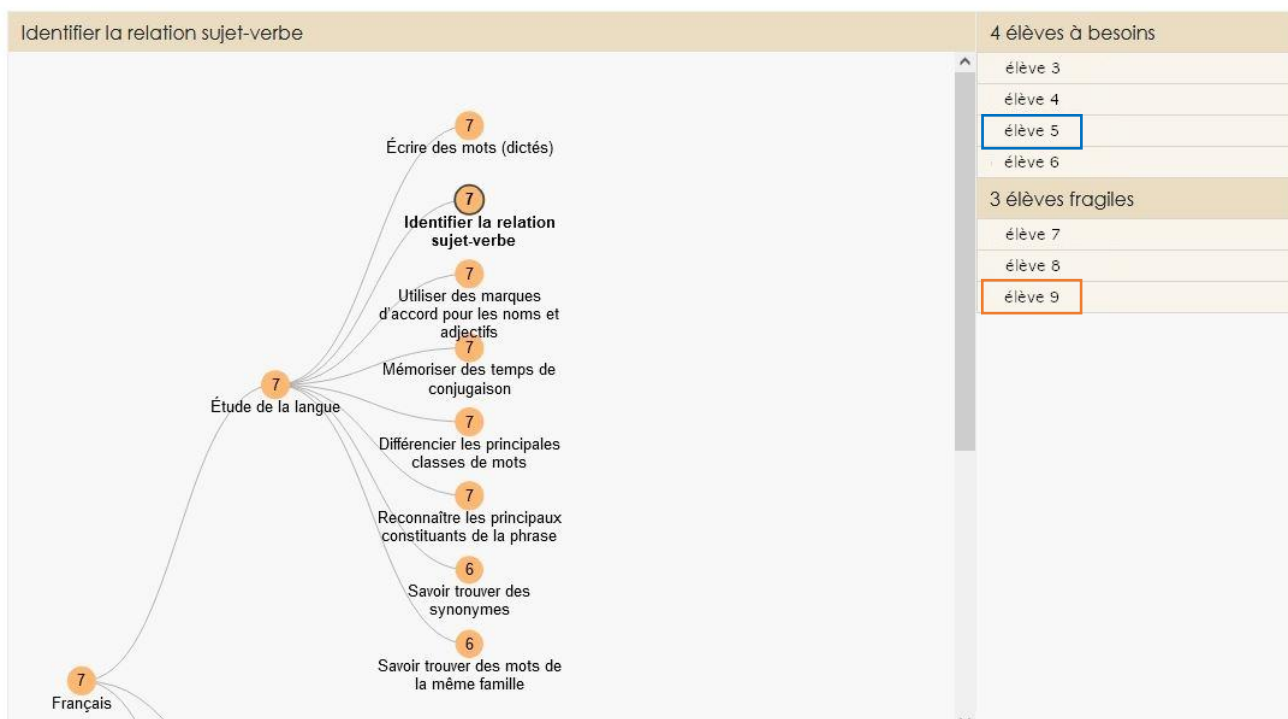 Identifier la relation sujet-verbe
7
Écrire des mots (dictés)
7
Identifier la relation
sujet-verbe
7
Utiliser des marques
d'accord pour les noms et
adjectifs
7
Mémoriser des temps de
conjugaison
7
Étude de la langue
7
Différencier les principales
classes de mots
7
Reconnaître les principaux
constituants de la phrase
6
Savoir trouver des
synonymes
6
Savoir trouver des mots de
la même famille
7
Français
4 élèves à besoins
élève 3
élève 4
élève 5
élève 6
3 élèves fragiles
élève 7
élève 8
élève 9